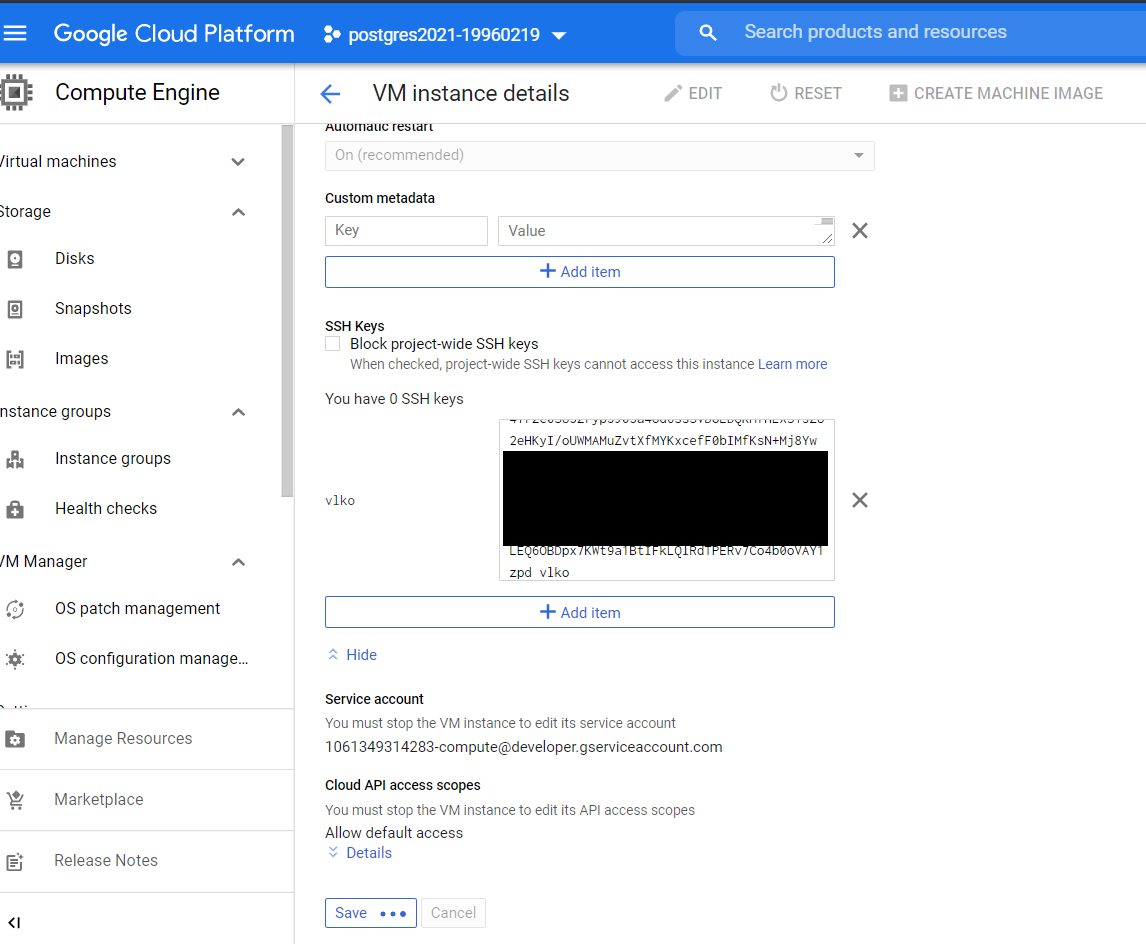 Google Cloud Platform
postgres2021-19960219
Search products and resources
Compute Engine
VM instance details
EDIT
RESET
CREATE MACHINE IMAGE
Virtual machines
Storage
Disks
Snapshots
Images
Instance groups
Instance groups
Health checks
VM Manager
OS patch management
OS configuration manage...
Manage Resources
Marketplace
Release Notes
Automatic restart
On (recommended)
Custom metadata
Key
Value
Add item
SSH Keys
Block project-wide SSH keys
When checked, project-wide SSH keys cannot access this instance Learn more
You have 0 SSH keys
2eHKyI/oUWMAMuZvtXfMYKxcefF0bIMfKsN+Mj8Yw
vlko
LEQ6OBDpx7KWt9a1BtIFkLQIRdTPERv7Co4b0oVAY1
zpd vlko
Add item
Hide
Service account
You must stop the VM instance to edit its service account
1061349314283-compute@developer.gserviceaccount.com
Cloud API access scopes
You must stop the VM instance to edit its API access scopes
Allow default access
Details
Save
Cancel